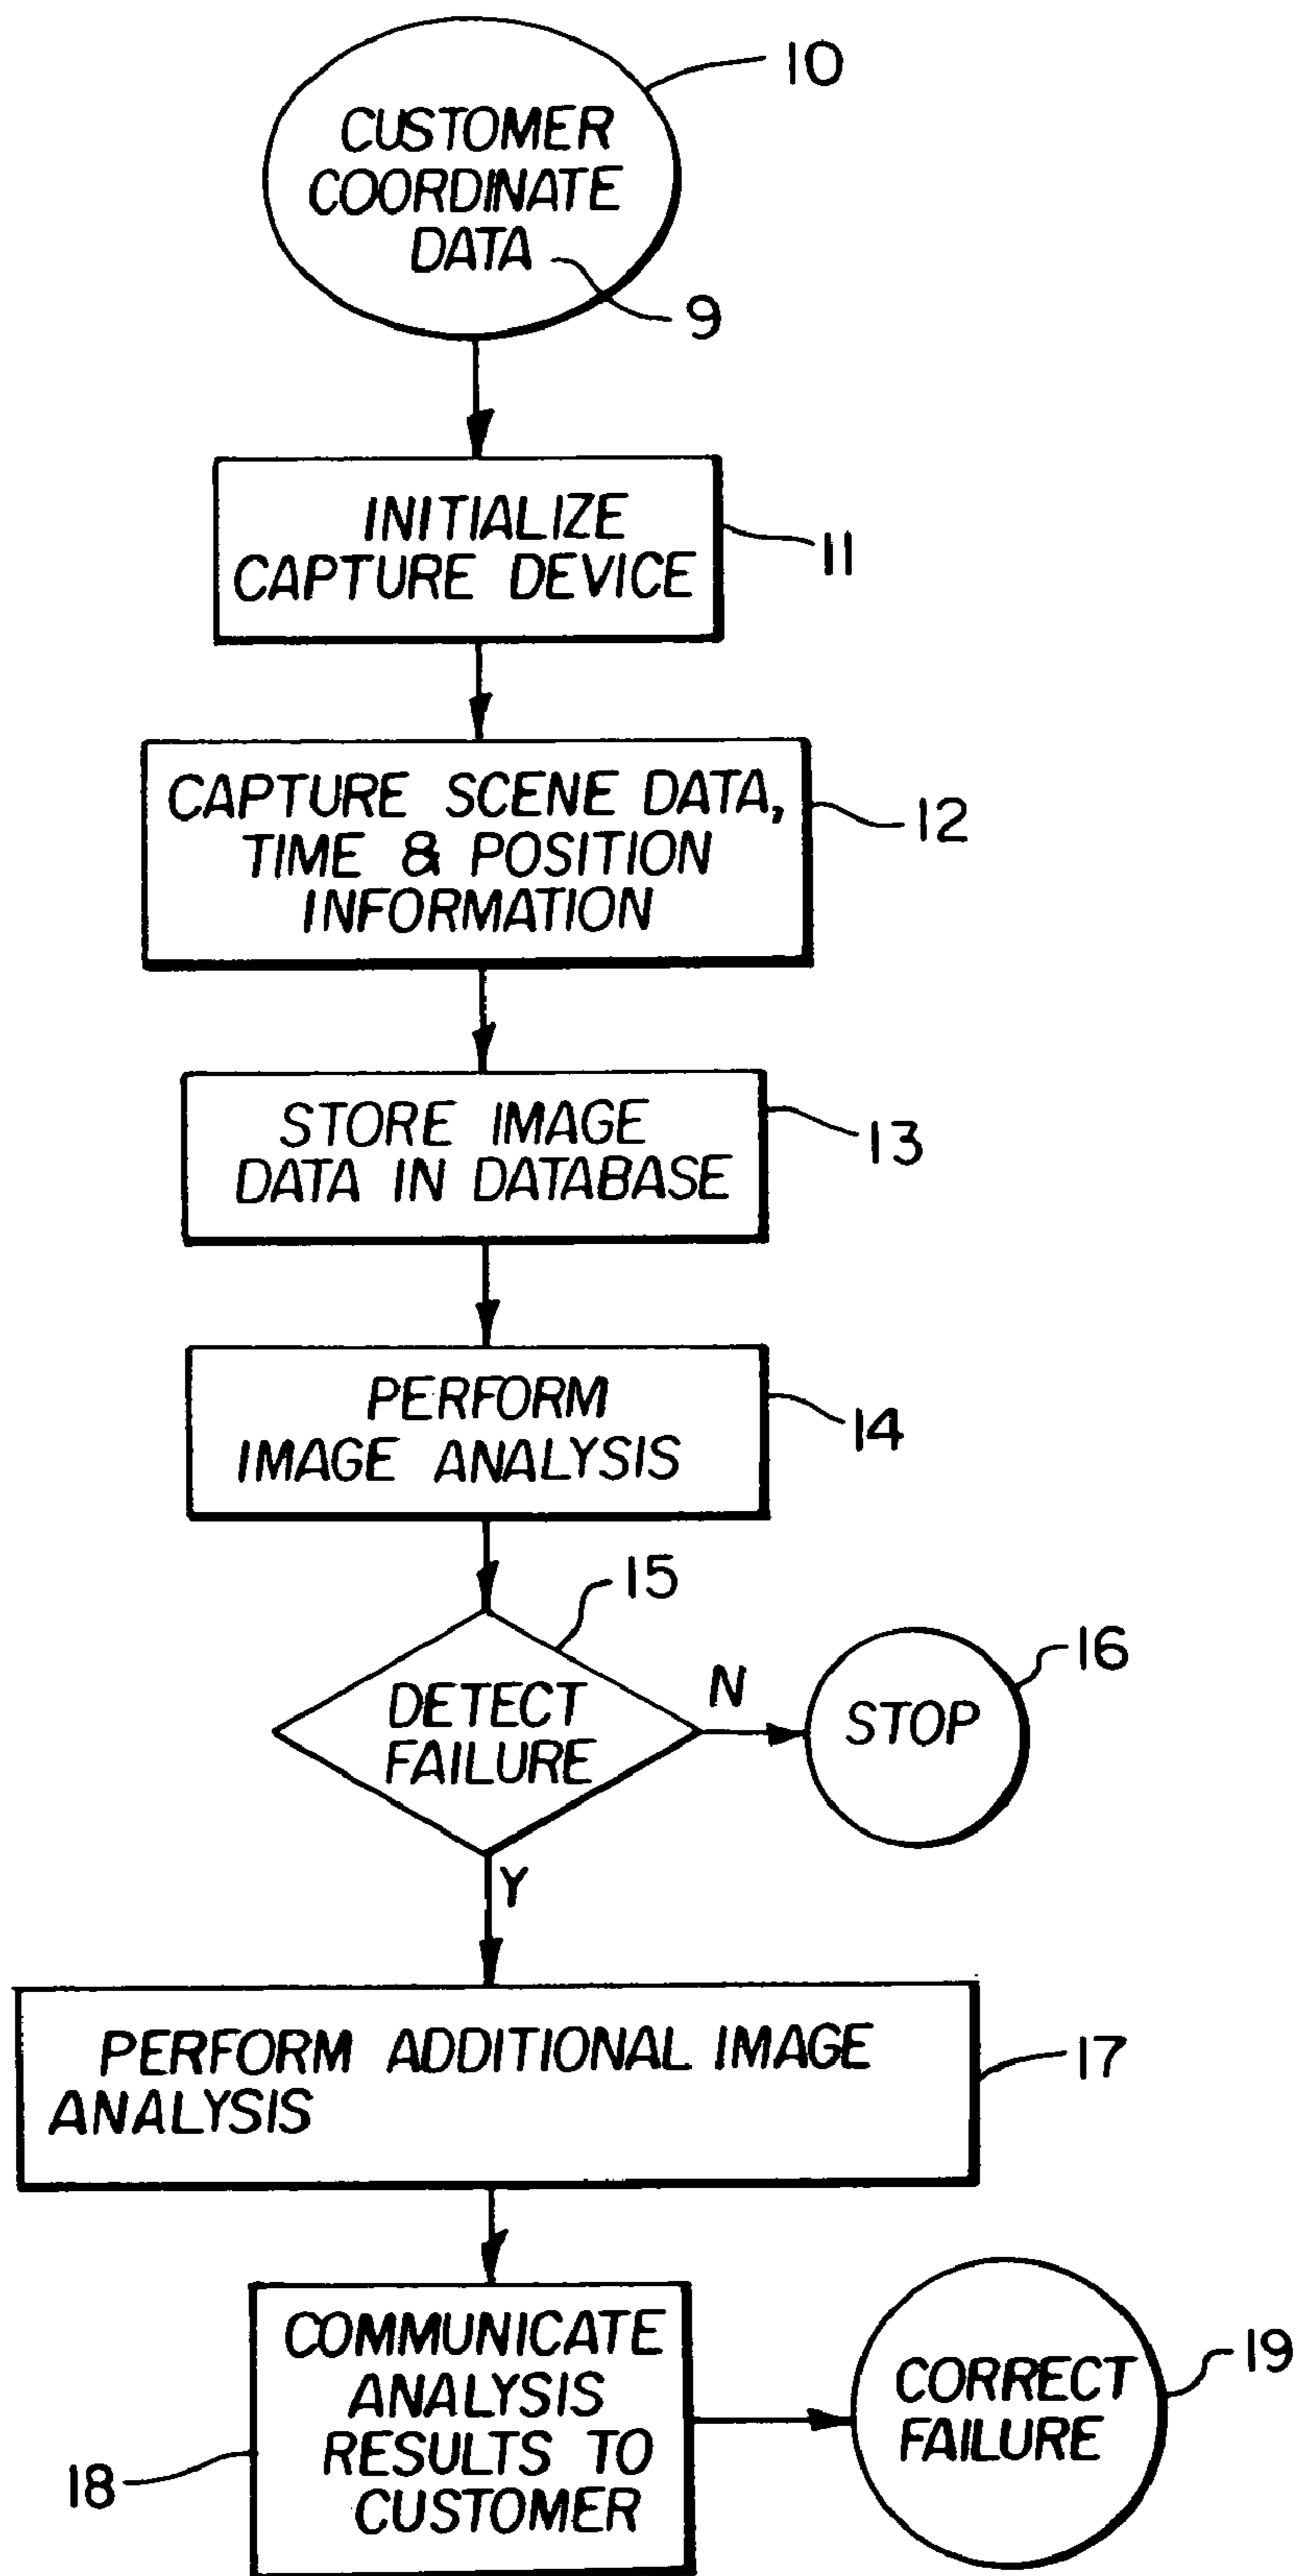 10
CUSTOMER
COORDINATE
DATA
9
INITIALIZE
CAPTURE DEVICE
11
CAPTURE SCENE DATA,
TIME & POSITION
INFORMATION
12
STORE IMAGE
DATA IN DATABASE
13
PERFORM
IMAGE ANALYSIS
14
15
DETECT
FAILURE
N
STOP
16
Y
PERFORM ADDITIONAL IMAGE
ANALYSIS
17
COMMUNICATE
ANALYSIS
RESULTS TO
CUSTOMER
18
CORRECT
FAILURE
19